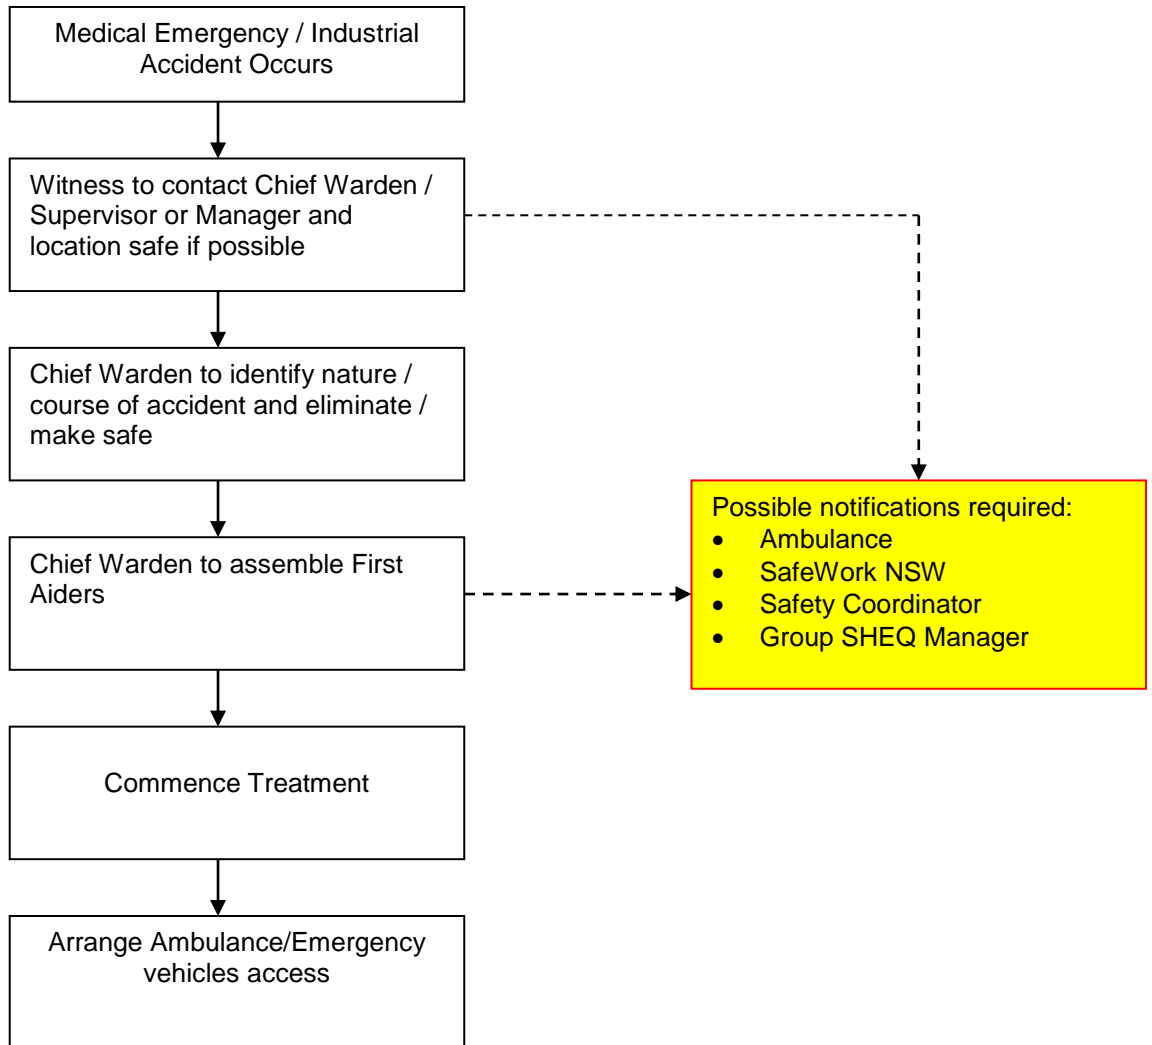 Medical Emergency / Industrial
Accident Occurs
Witness to contact Chief Warden /
Supervisor or Manager and
location safe if possible
Chief Warden to identify nature /
course of accident and eliminate /
make safe
Chief Warden to assemble First
Aiders
Possible notifications required:
• Ambulance
• SafeWork NSW
• Safety Coordinator
• Group SHEQ Manager
Commence Treatment
Arrange Ambulance/Emergency
vehicles access